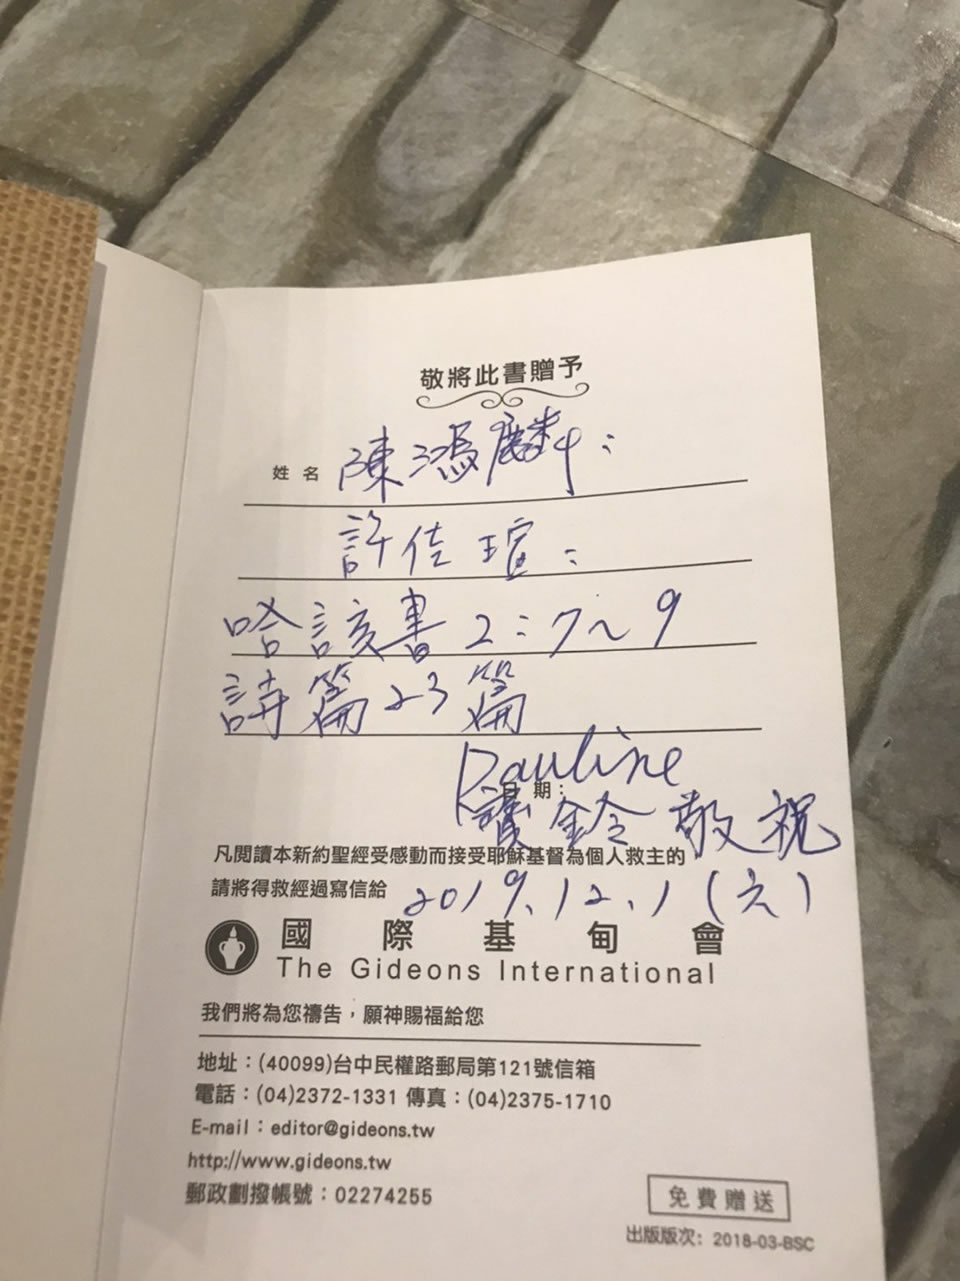 敬將此書贈予
姓名 陳鴻麟：
許佳瑄：
哈該書 2：7～9
詩篇23篇
Pauline
日期：
鈴敬祝
凡閱讀本新約聖經受感動而接受耶穌基督為個人救主的
請將得救經過寫信給 2019.12.1
國際基甸會
The Gideons International
我們將為您禱告，願神賜福給您
地址：(40099)台中民權路郵局第121號信箱
電話：(04)2372-1331 傳真：(04)2375-1710
E-mail：editor@gideons.tw
http://www.gideons.tw
郵政劃撥帳號：02274255
免費贈送
出版版次：2018-03-BSC